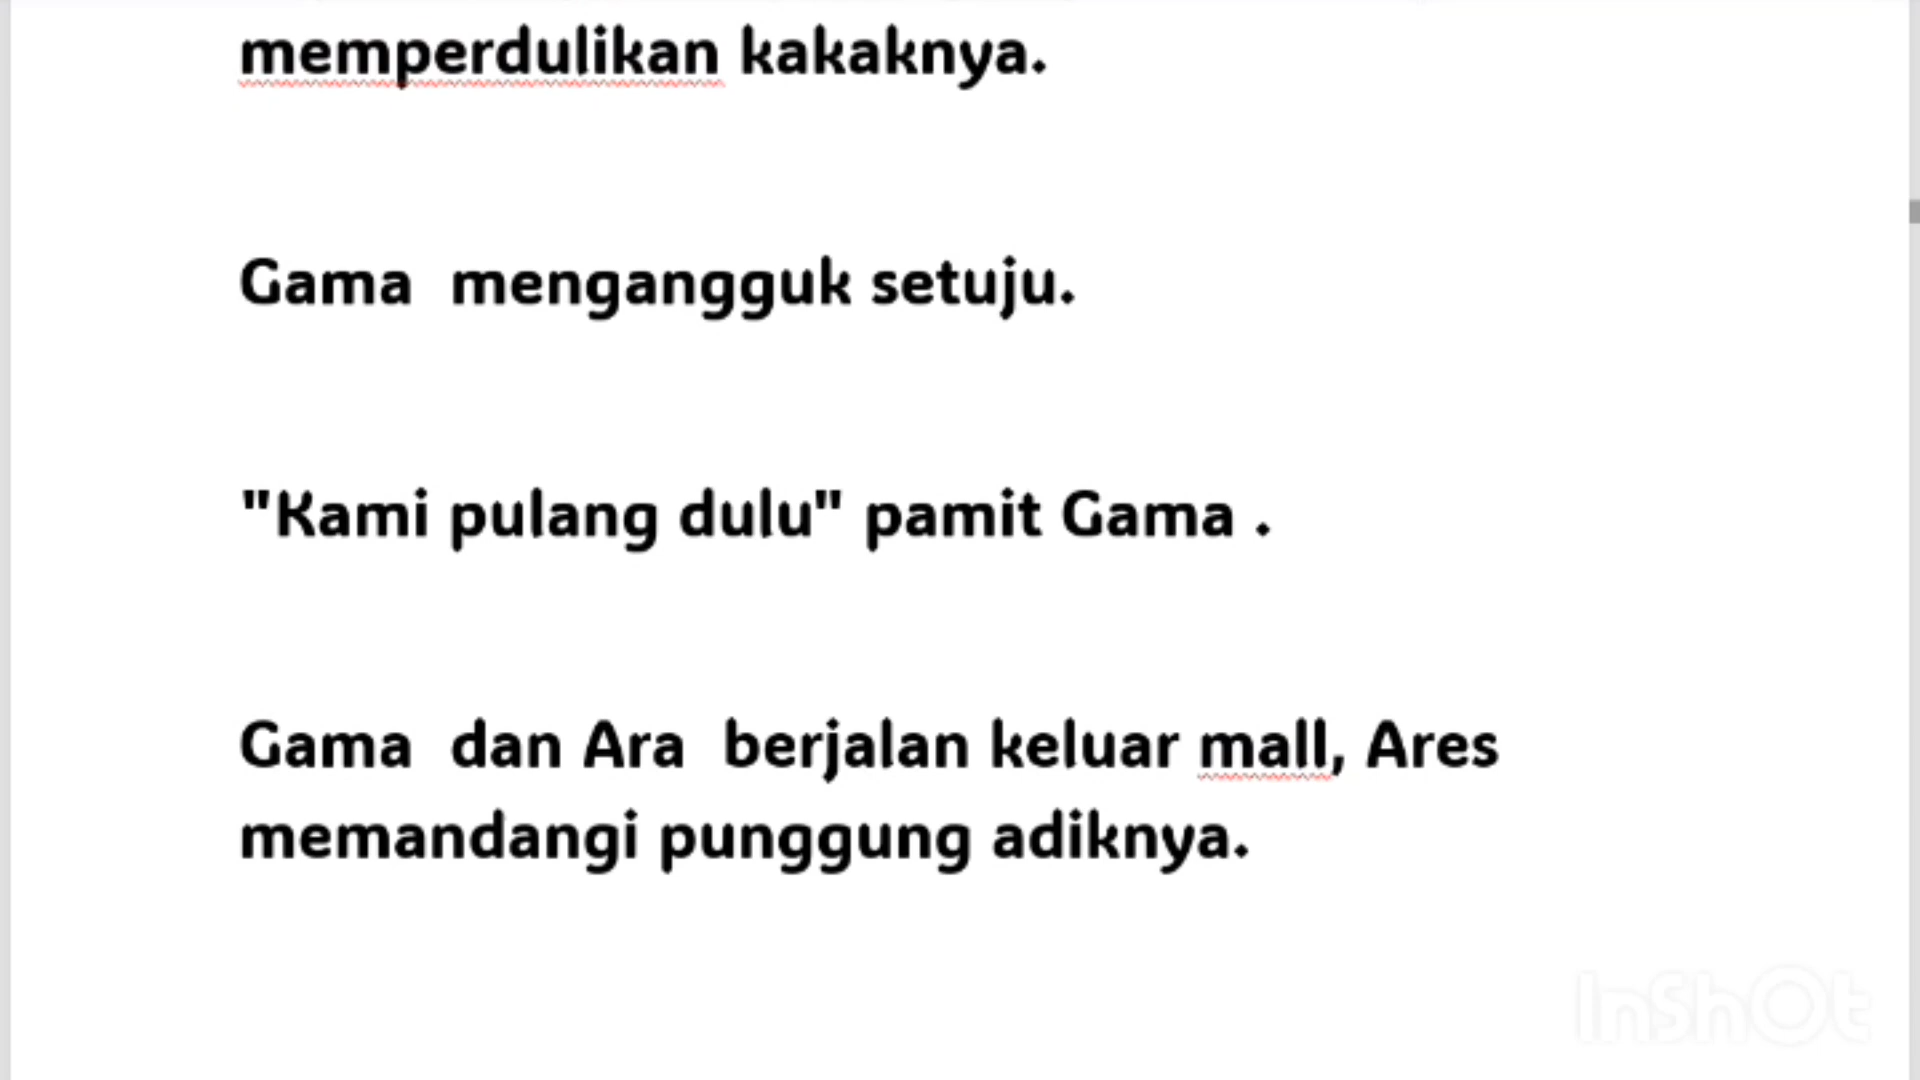 memperdulikan kakaknya.
Gama  mengangguk setuju.
"Kami pulang dulu" pamit Gama .
Gama  dan Ara  berjalan keluar mall, Ares
memandangi punggung adiknya.
InShOt